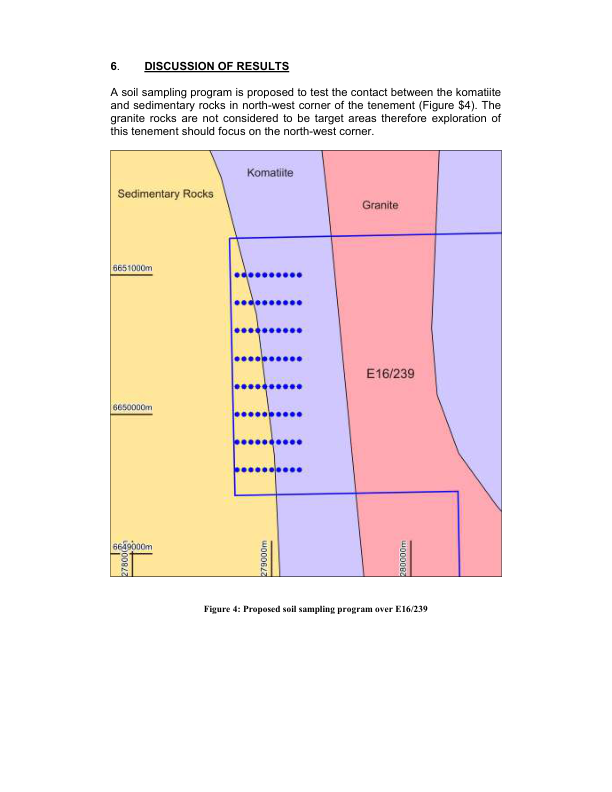 6. DISCUSSION OF RESULTS
A soil sampling program is proposed to test the contact between the komatiite
and sedimentary rocks in north-west corner of the tenement (Figure $4). The
granite rocks are not considered to be target areas therefore exploration of
this tenement should focus on the north-west corner.
Komatiite
Sedimentary Rocks
Granite
6651000m
E16/239
6650000m
6649000m
278000m
279000m
280000m
Figure 4: Proposed soil sampling program over E16/239